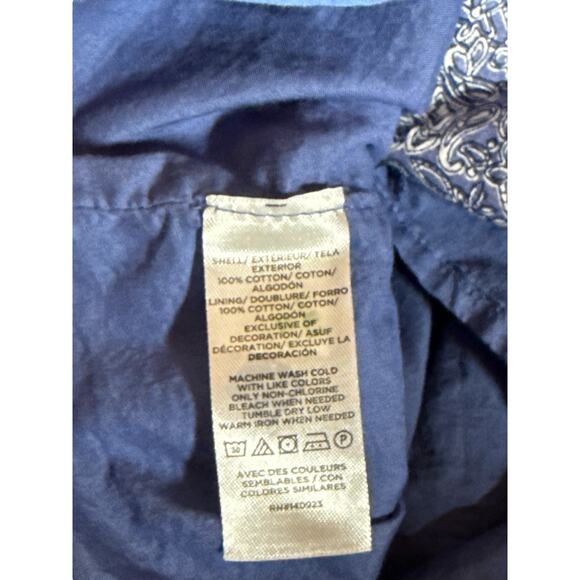 SHELL/ EXTÉRIEUR/ TELA
EXTERIOR
100% COTTON/ COTON/
ALGODÓN
LINING/ DOUBLURE/ FORRO
100% COTTON/ COTON/
ALGODÓN
EXCLUSIVE OF
DECORATION/ ASUF
DÉCORATION/ EXCLUYE LA
DECORACIÓN
MACHINE WASH COLD
WITH LIKE COLORS
ONLY NON-CHLORINE
BLEACH WHEN NEEDED
TUMBLE DRY LOW
WARM IRON WHEN NEEDED
30 P
AVEC DES COULEURS
SEMBLABLES / CON
COLORES SIMILARES
RN#140923